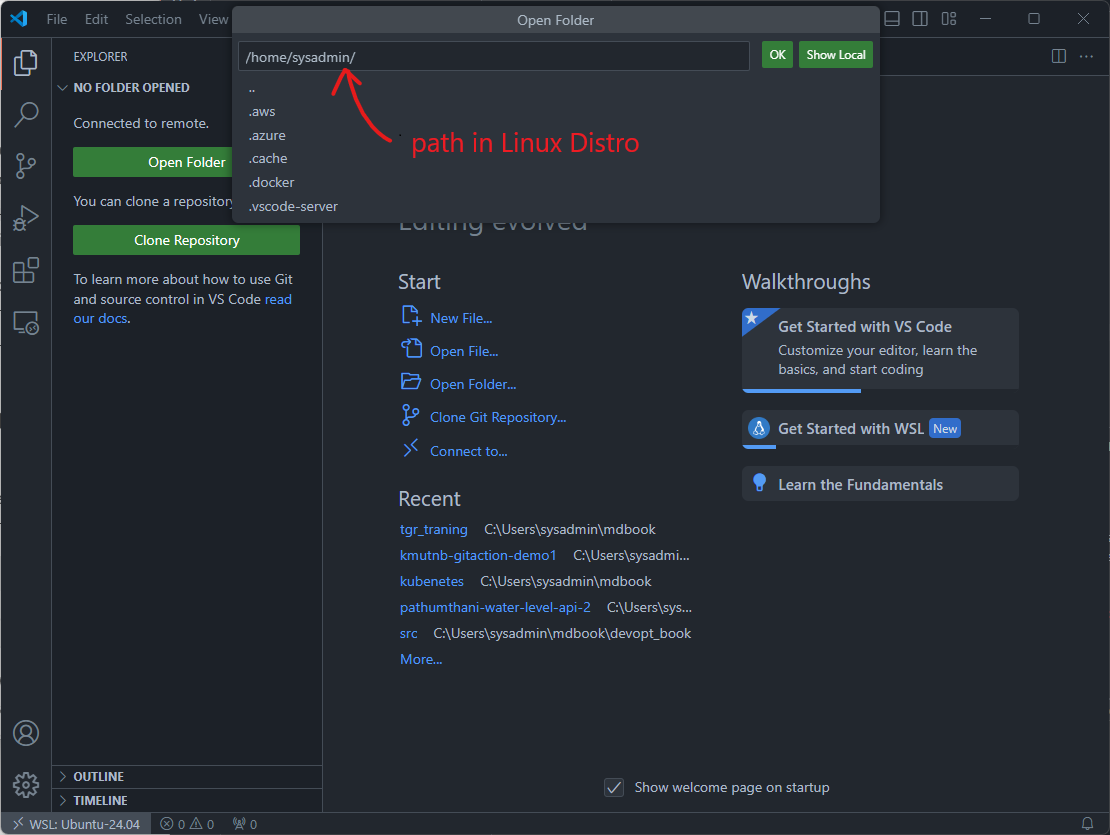 File Edit Selection View
Open Folder
/home/sysadmin/
OK
Show Local
..
.aws
.azure
.cache
.docker
.vscode-server
path in Linux Distro
EXPLORER
NO FOLDER OPENED
Connected to remote.
Open Folder
You can clone a repository
Clone Repository
To learn more about how to use Git
and source control in VS Code read
our docs.
OUTLINE
TIMELINE
Editing evolved
Start
New File...
Open File...
Open Folder...
Clone Git Repository...
Connect to...
Recent
tgr_traning C:\Users\sysadmin\mdbook
kmutnb-gitaction-demo1 C:\Users\sysadmi...
kubenetes C:\Users\sysadmin\mdbook
pathumthani-water-level-api-2 C:\Users\sys...
src C:\Users\sysadmin\mdbook\devopt_book
More...
Walkthroughs
Get Started with VS Code
Customize your editor, learn the
basics, and start coding
Get Started with WSL New
Learn the Fundamentals
Show welcome page on startup
WSL: Ubuntu-24.04 0 0 0